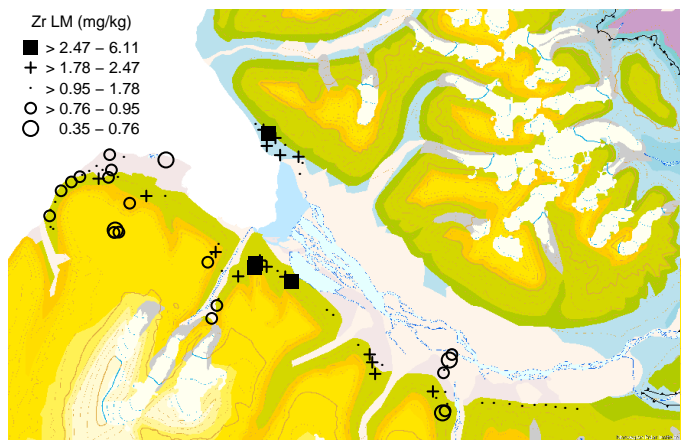 Zr LM (mg/kg)
> 2.47 – 6.11
> 1.78 – 2.47
> 0.95 – 1.78
> 0.76 – 0.95
0.35 – 0.76